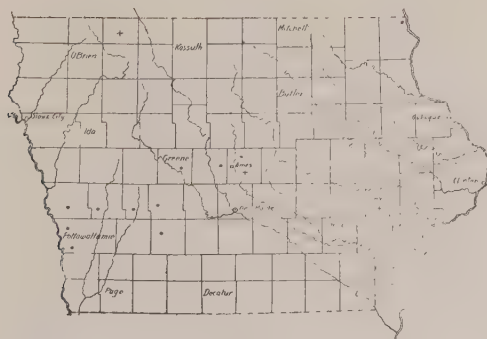 Mitchell
Kossuth
O'Brien
Butler
Sioux City
Dubuque
Ida
Greene
Ames
Clinton
Pottawattamie
Page
Decatur